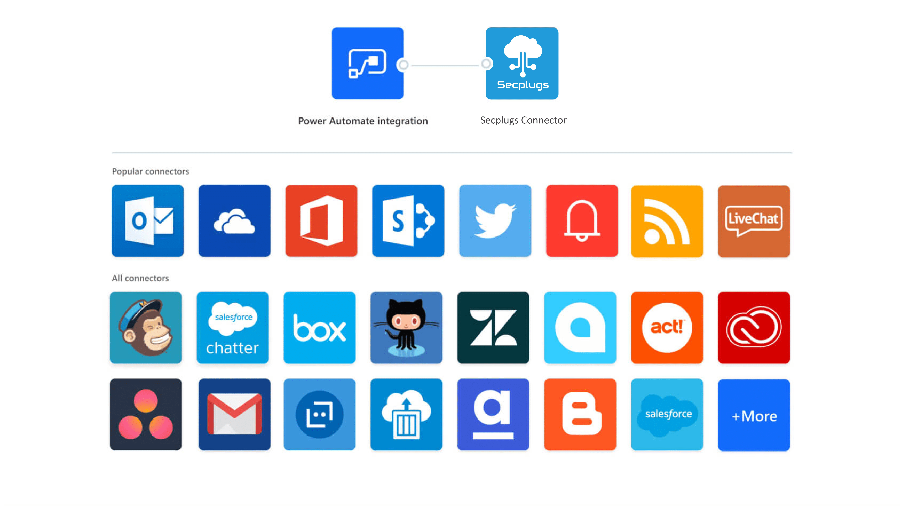 Secplugs
Power Automate integration
Secplugs Connector
Popular connectors
O
S
LiveChat
All connectors
salesforce
chatter
box
act!
a
B
salesforce
+More